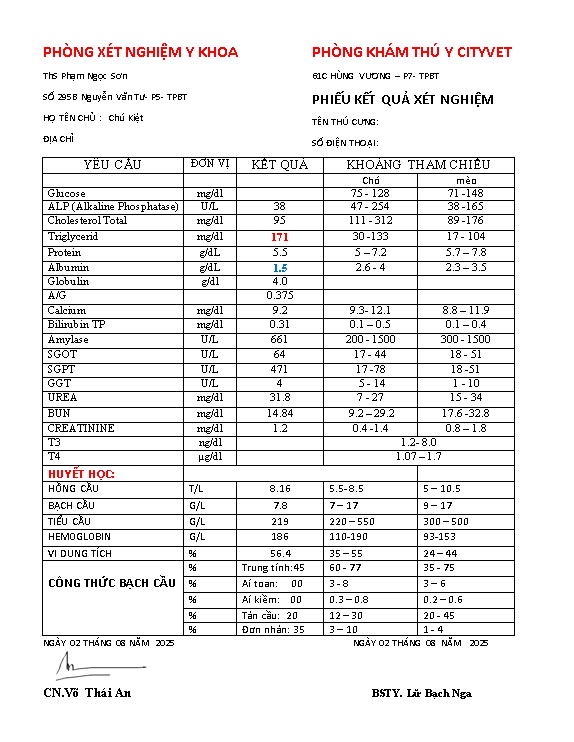 PHÒNG XÉT NGHIỆM Y KHOA
PHÒNG KHÁM THÚ Y CITYVET
ThS Phạm Ngọc Sơn
61C HÙNG VƯƠNG – P7- TPBT
SỐ 295B Nguyễn Văn Tư- P5- TPBT
PHIẾU KẾT QUẢ XÉT NGHIỆM
HỌ TÊN CHỦ : Chú Kiệt
TÊN THÚ CƯNG:
ĐỊA CHỈ
SỐ ĐIỆN THOẠI:
YÊU CẦU ĐƠN VỊ KẾT QUẢ KHOẢNG THAM CHIẾU
Chó mèo
Glucose mg/dl 75 - 128 71 -148
ALP (Alkaline Phosphatase) U/L 38 47 - 254 38 -165
Cholesterol Total mg/dl 95 111 - 312 89 -176
Triglycerid mg/dl 171 30 -133 17 - 104
Protein g/dL 5.5 5 – 7.2 5.7 – 7.8
Albumin g/dL 1.5 2.6 - 4 2.3 – 3.5
Globulin g/dl 4.0
A/G 0.375
Calcium mg/dl 9.2 9.3- 12.1 8.8 – 11.9
Bilirubin TP mg/dl 0.31 0.1 – 0.5 0.1 – 0.4
Amylase U/L 661 200 - 1500 300 - 1500
SGOT U/L 64 17 - 44 18 - 51
SGPT U/L 471 17 -78 18 -51
GGT U/L 4 5 - 14 1 - 10
UREA mg/dl 31.8 7 - 27 15 - 34
BUN mg/dl 14.84 9.2 – 29.2 17.6 -32.8
CREATININE mg/dl 1.2 0.4 -1.4 0.8 – 1.8
T3 ng/dl 1.2- 8.0
T4 µg/dl 1.07 – 1.7
HUYẾT HỌC:
HỒNG CẦU T/L 8.16 5.5- 8.5 5 – 10.5
BẠCH CẦU G/L 7.8 7 – 17 9 – 17
TIỂU CẦU G/L 219 220 – 550 300 – 500
HEMOGLOBIN G/L 186 110-190 93-153
VI DUNG TÍCH % 56.4 35 – 55 24 – 44
% Trung tính:45 60 - 77 35 - 75
CÔNG THỨC BẠCH CẦU % Aí toan: 00 3 - 8 3 – 6
% Aí kiềm: 00 0.3 – 0.8 0.2 – 0.6
% Tân cầu: 20 12 – 30 20 - 45
% Đơn nhân: 35 3 – 10 1 - 4
NGÀY 02 THÁNG 08 NĂM 2025
NGÀY 02 THÁNG 08 NĂM 2025
CN.Võ Thái An
BSTY. Lữ Bạch Nga